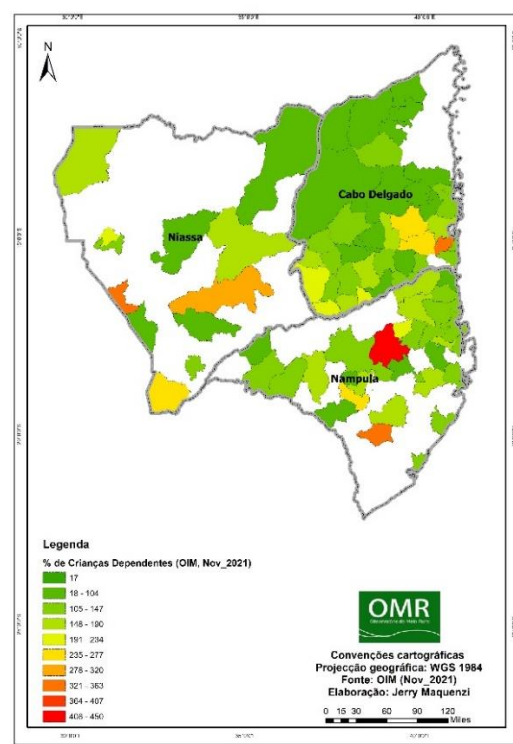 N
Cabo Delgado
Niassa
Nampula
Legenda
% de Crianças Dependentes (OIM, Nov_2021)
17
18 - 104
105 - 147
148 - 190
191 - 234
235 - 277
278 - 320
321 - 363
364 - 407
408 - 450
OMR
Convenções cartográficas
Projecção geográfica: WGS 1984
Fonte: OIM (Nov_2021)
Elaboração: Jerry Maquenzi
0 15 30 60 90 120
Miles